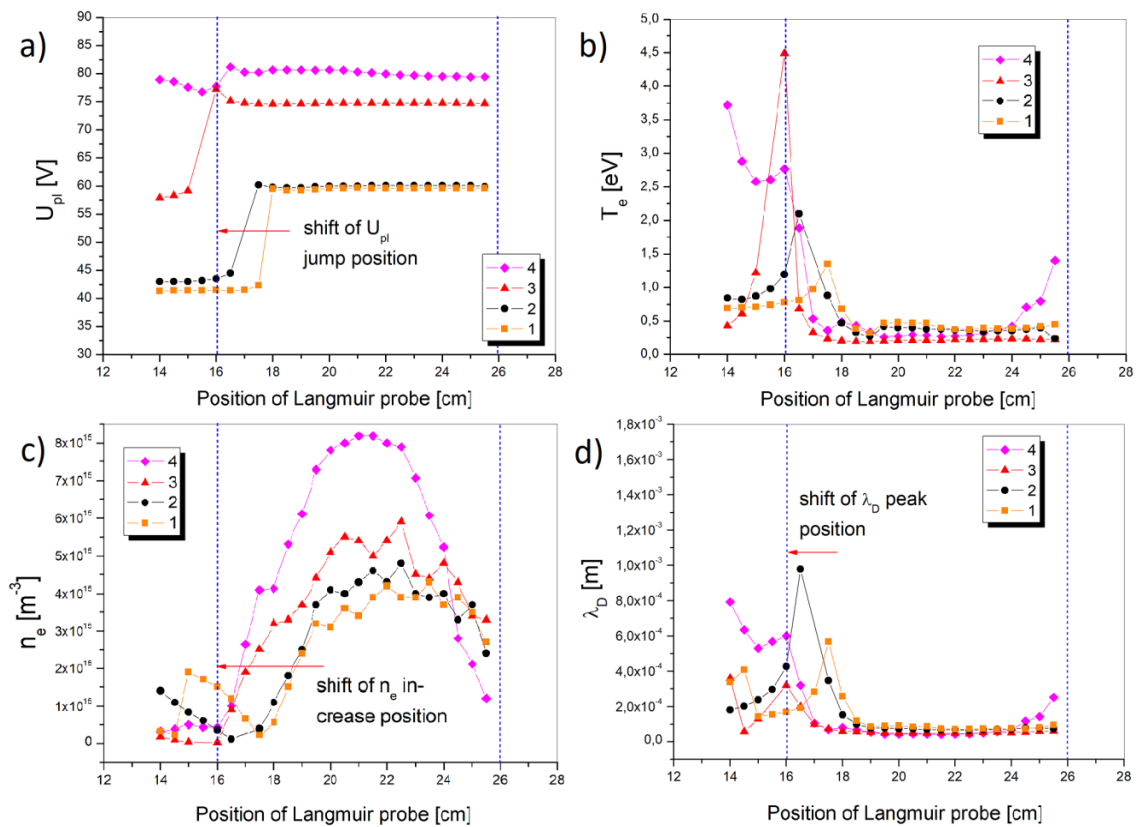 a)
U_pl [V]
90
85
80
75
70
65
60
55
50
45
40
35
30
shift of U_pl
jump position
4
3
2
1
12 14 16 18 20 22 24 26 28
Position of Langmuir probe [cm]
b)
T_e [eV]
5,0
4,5
4,0
3,5
3,0
2,5
2,0
1,5
1,0
0,5
0,0
4
3
2
1
12 14 16 18 20 22 24 26 28
Position of Langmuir probe [cm]
c)
n_e [m^-3]
8x10^15
7x10^15
6x10^15
5x10^15
4x10^15
3x10^15
2x10^15
1x10^15
0
4
3
2
1
shift of n_e in-
crease position
12 14 16 18 20 22 24 26 28
Position of Langmuir probe [cm]
d)
λ_D [m]
1,8x10^-3
1,6x10^-3
1,4x10^-3
1,2x10^-3
1,0x10^-3
8,0x10^-4
6,0x10^-4
4,0x10^-4
2,0x10^-4
0,0
shift of λ_D peak
position
4
3
2
1
12 14 16 18 20 22 24 26 28
Position of Langmuir probe [cm]